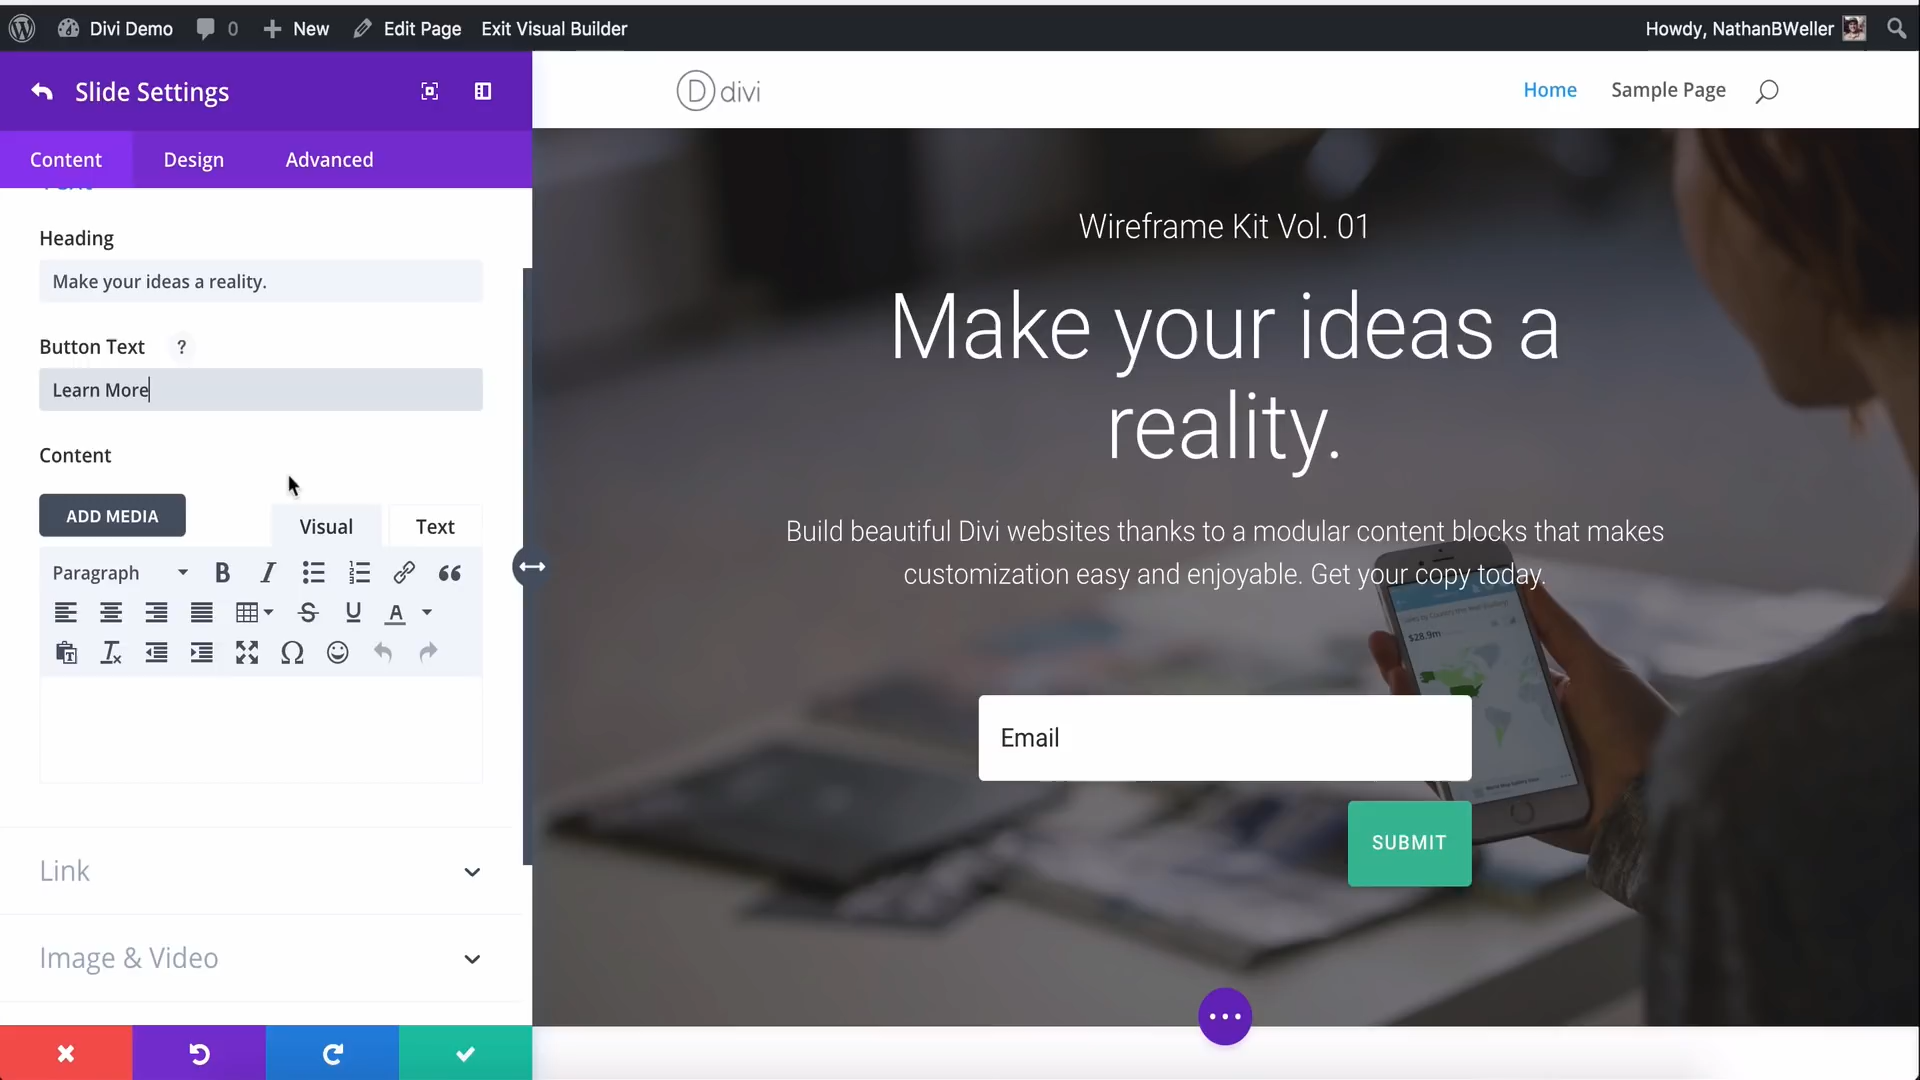 Divi Demo 0 New Edit Page Exit Visual Builder Howdy, NathanBWeller
Slide Settings
Content Design Advanced
Heading
Make your ideas a reality.
Button Text ?
Learn More
Content
ADD MEDIA Visual Text
Paragraph
Link
Image & Video
D divi Home Sample Page
Wireframe Kit Vol. 01
Make your ideas a
reality.
Build beautiful Divi websites thanks to a modular content blocks that makes
customization easy and enjoyable. Get your copy today.
$28.9m
Email
SUBMIT